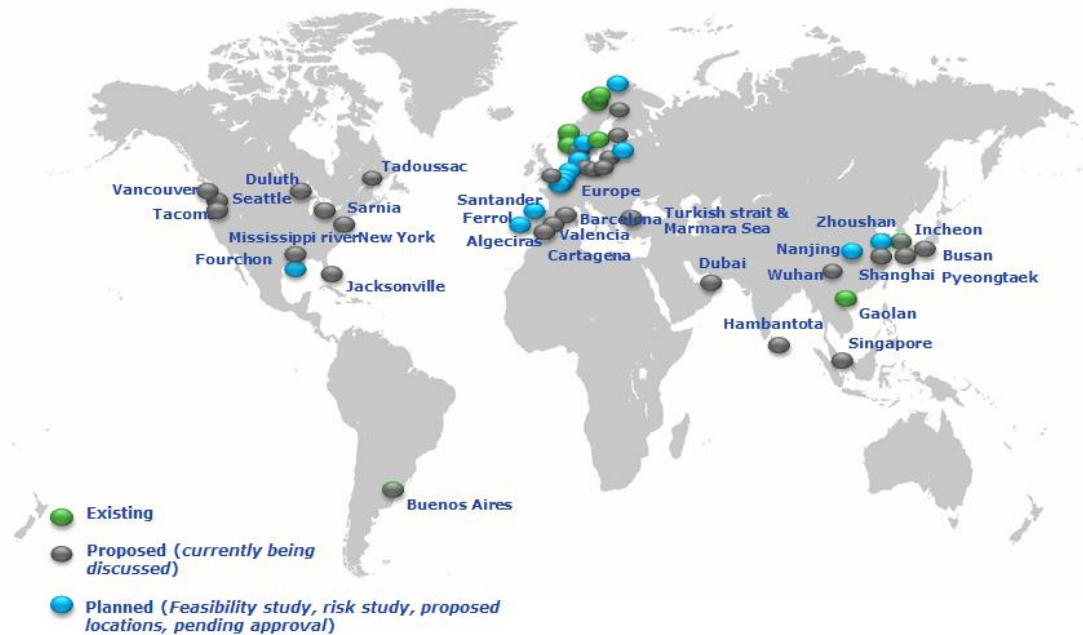 Tadoussac
Vancouver
Duluth
Seattle
Tacom
Sarnia
Mississippi river
New York
Fourchon
Jacksonville
Buenos Aires
Europe
Santander
Ferrol
Barcelona
Algeciras
Valencia
Cartagena
Turkish strait &
Marmara Sea
Dubai
Hambantota
Singapore
Zhoushan
Incheon
Nanjing
Busan
Wuhan
Shanghai
Pyeongtaek
Gaolan
Existing
Proposed (currently being
discussed)
Planned (Feasibility study, risk study, proposed
locations, pending approval)